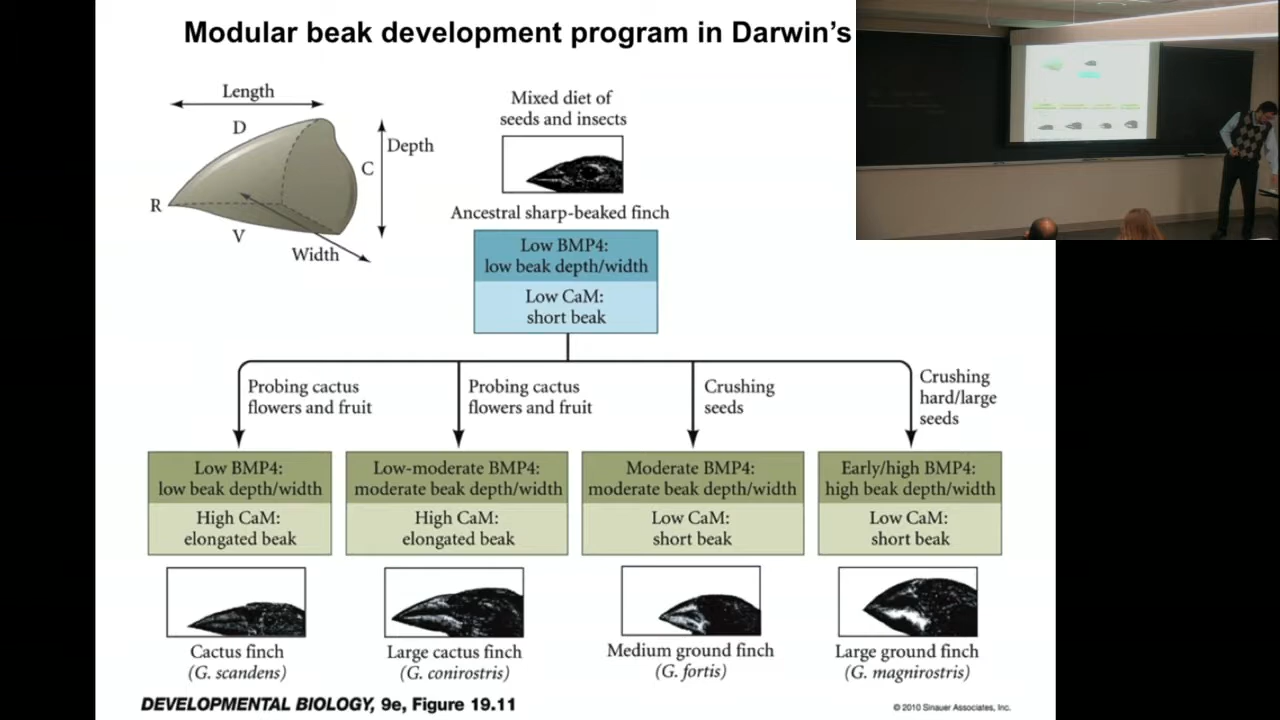 Modular beak development program in Darwin's
Length
D
Depth
C
R
V
Width
Mixed diet of
seeds and insects
Ancestral sharp-beaked finch
Low BMP4:
low beak depth/width
Low CaM:
short beak
Probing cactus
flowers and fruit
Probing cactus
flowers and fruit
Crushing
seeds
Crushing
hard/large
seeds
Low BMP4:
low beak depth/width
High CaM:
elongated beak
Low-moderate BMP4:
moderate beak depth/width
High CaM:
elongated beak
Moderate BMP4:
moderate beak depth/width
Low CaM:
short beak
Early/high BMP4:
high beak depth/width
Low CaM:
short beak
Cactus finch
(G. scandens)
Large cactus finch
(G. conirostris)
Medium ground finch
(G. fortis)
Large ground finch
(G. magnirostris)
DEVELOPMENTAL BIOLOGY, 9e, Figure 19.11
© 2010 Sinauer Associates, Inc.